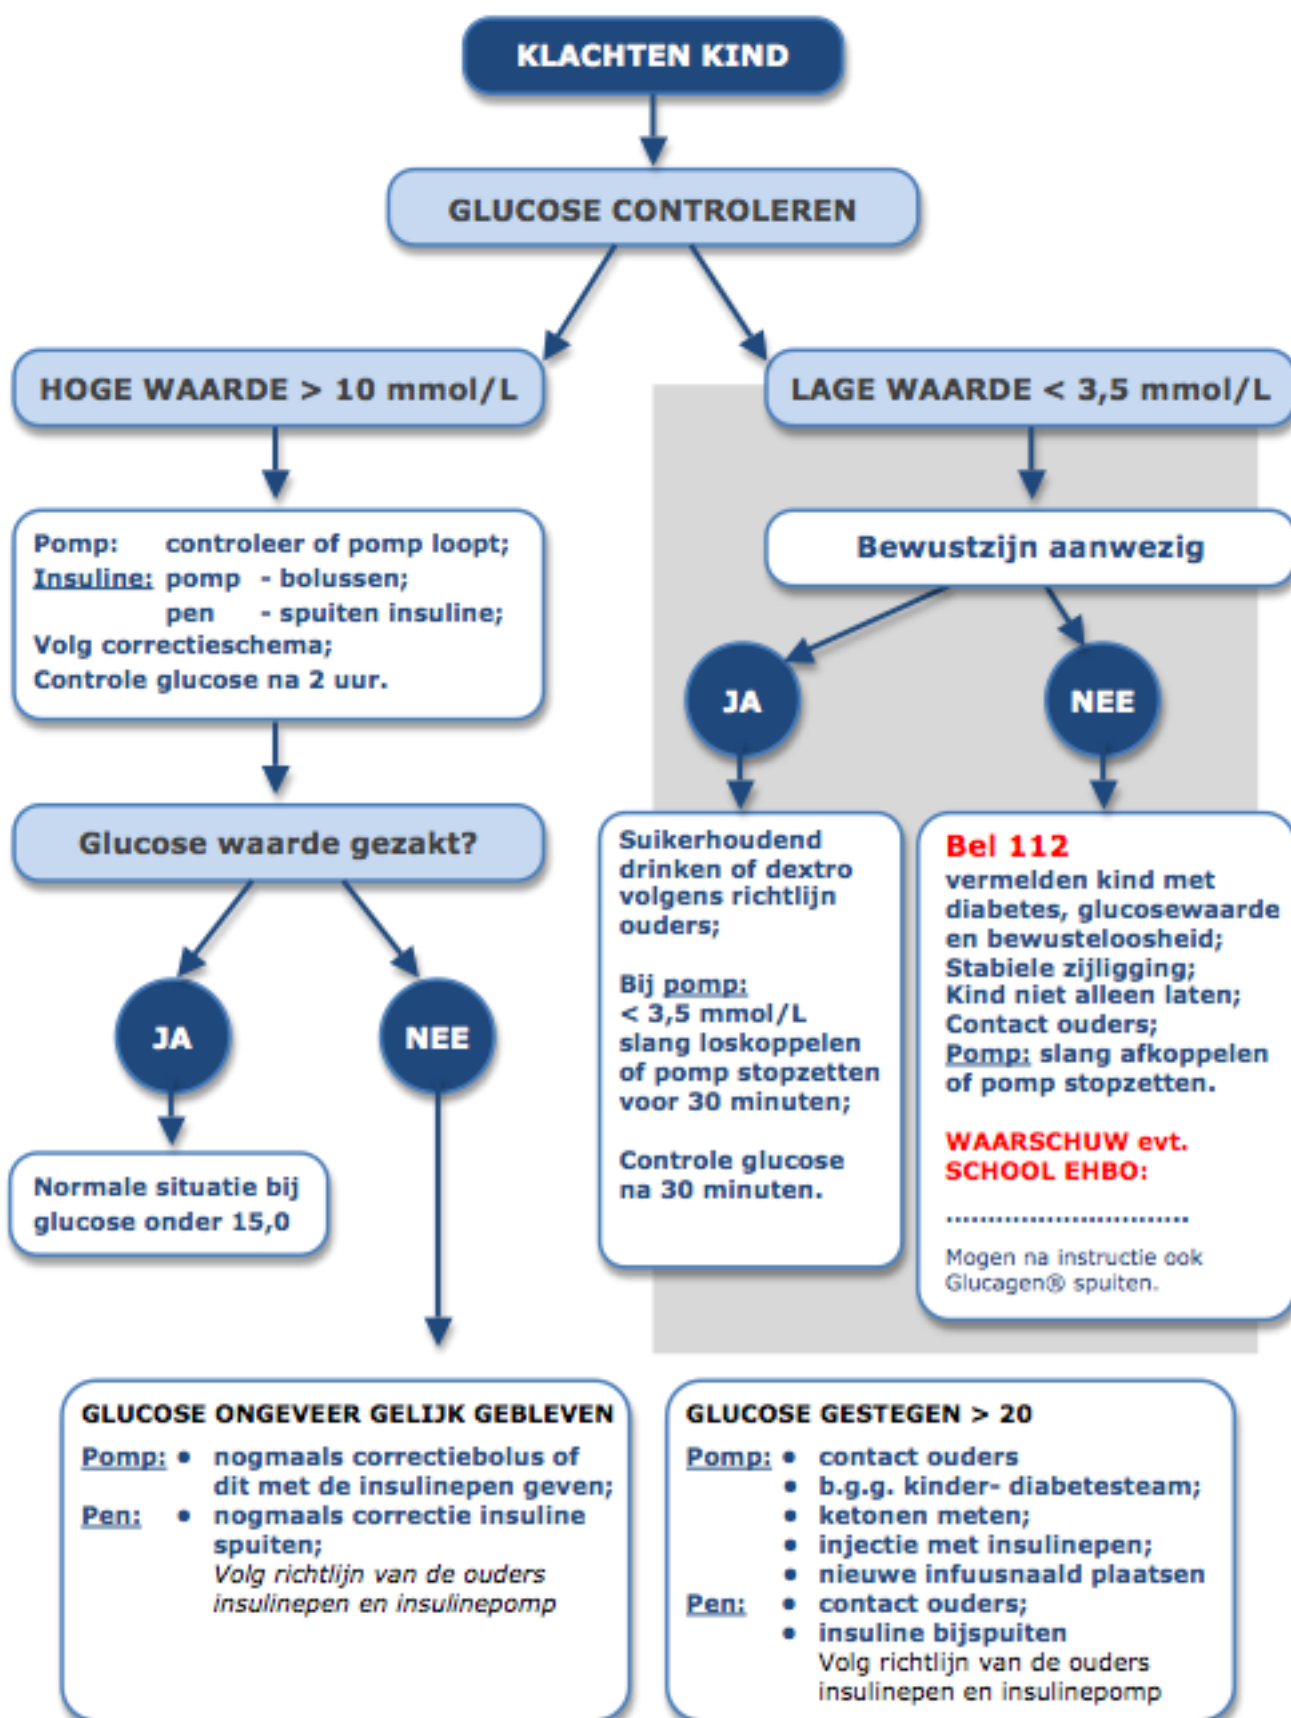 KLACHTEN KIND
GLUCOSE CONTROLEREN
HOGE WAARDE > 10 mmol/L
Pomp: controleer of pomp loopt;
Insuline: pomp - bolussen;
pen - spuiten insuline;
Volg correctieschema;
Controle glucose na 2 uur.
Glucose waarde gezakt?
JA
Normale situatie bij
glucose onder 15,0
NEE
LAGE WAARDE < 3,5 mmol/L
Bewustzijn aanwezig
JA
Suikerhoudend
drinken of dextro
volgens richtlijn
ouders;
Bij pomp:
< 3,5 mmol/L
slang loskoppelen
of pomp stopzetten
voor 30 minuten;
Controle glucose
na 30 minuten.
NEE
Bel 112
vermelden kind met
diabetes, glucosewaarde
en bewusteloosheid;
Stabiele zijligging;
Kind niet alleen laten;
Contact ouders;
Pomp: slang afkoppelen
of pomp stopzetten.
WAARSCHUW evt.
SCHOOL EHBO:
.............................
Mogen na instructie ook
Glucagen® spuiten.
GLUCOSE ONGEVEER GELIJK GEBLEVEN
Pomp: • nogmaals correctiebolus of
dit met de insulinepen geven;
Pen: • nogmaals correctie insuline
spuiten;
Volg richtlijn van de ouders
insulinepen en insulinepomp
GLUCOSE GESTEGEN > 20
Pomp: • contact ouders
• b.g.g. kinder- diabetesteam;
• ketonen meten;
• injectie met insulinepen;
• nieuwe infuusnaald plaatsen
Pen: • contact ouders;
• insuline bijspuiten
Volg richtlijn van de ouders
insulinepen en insulinepomp